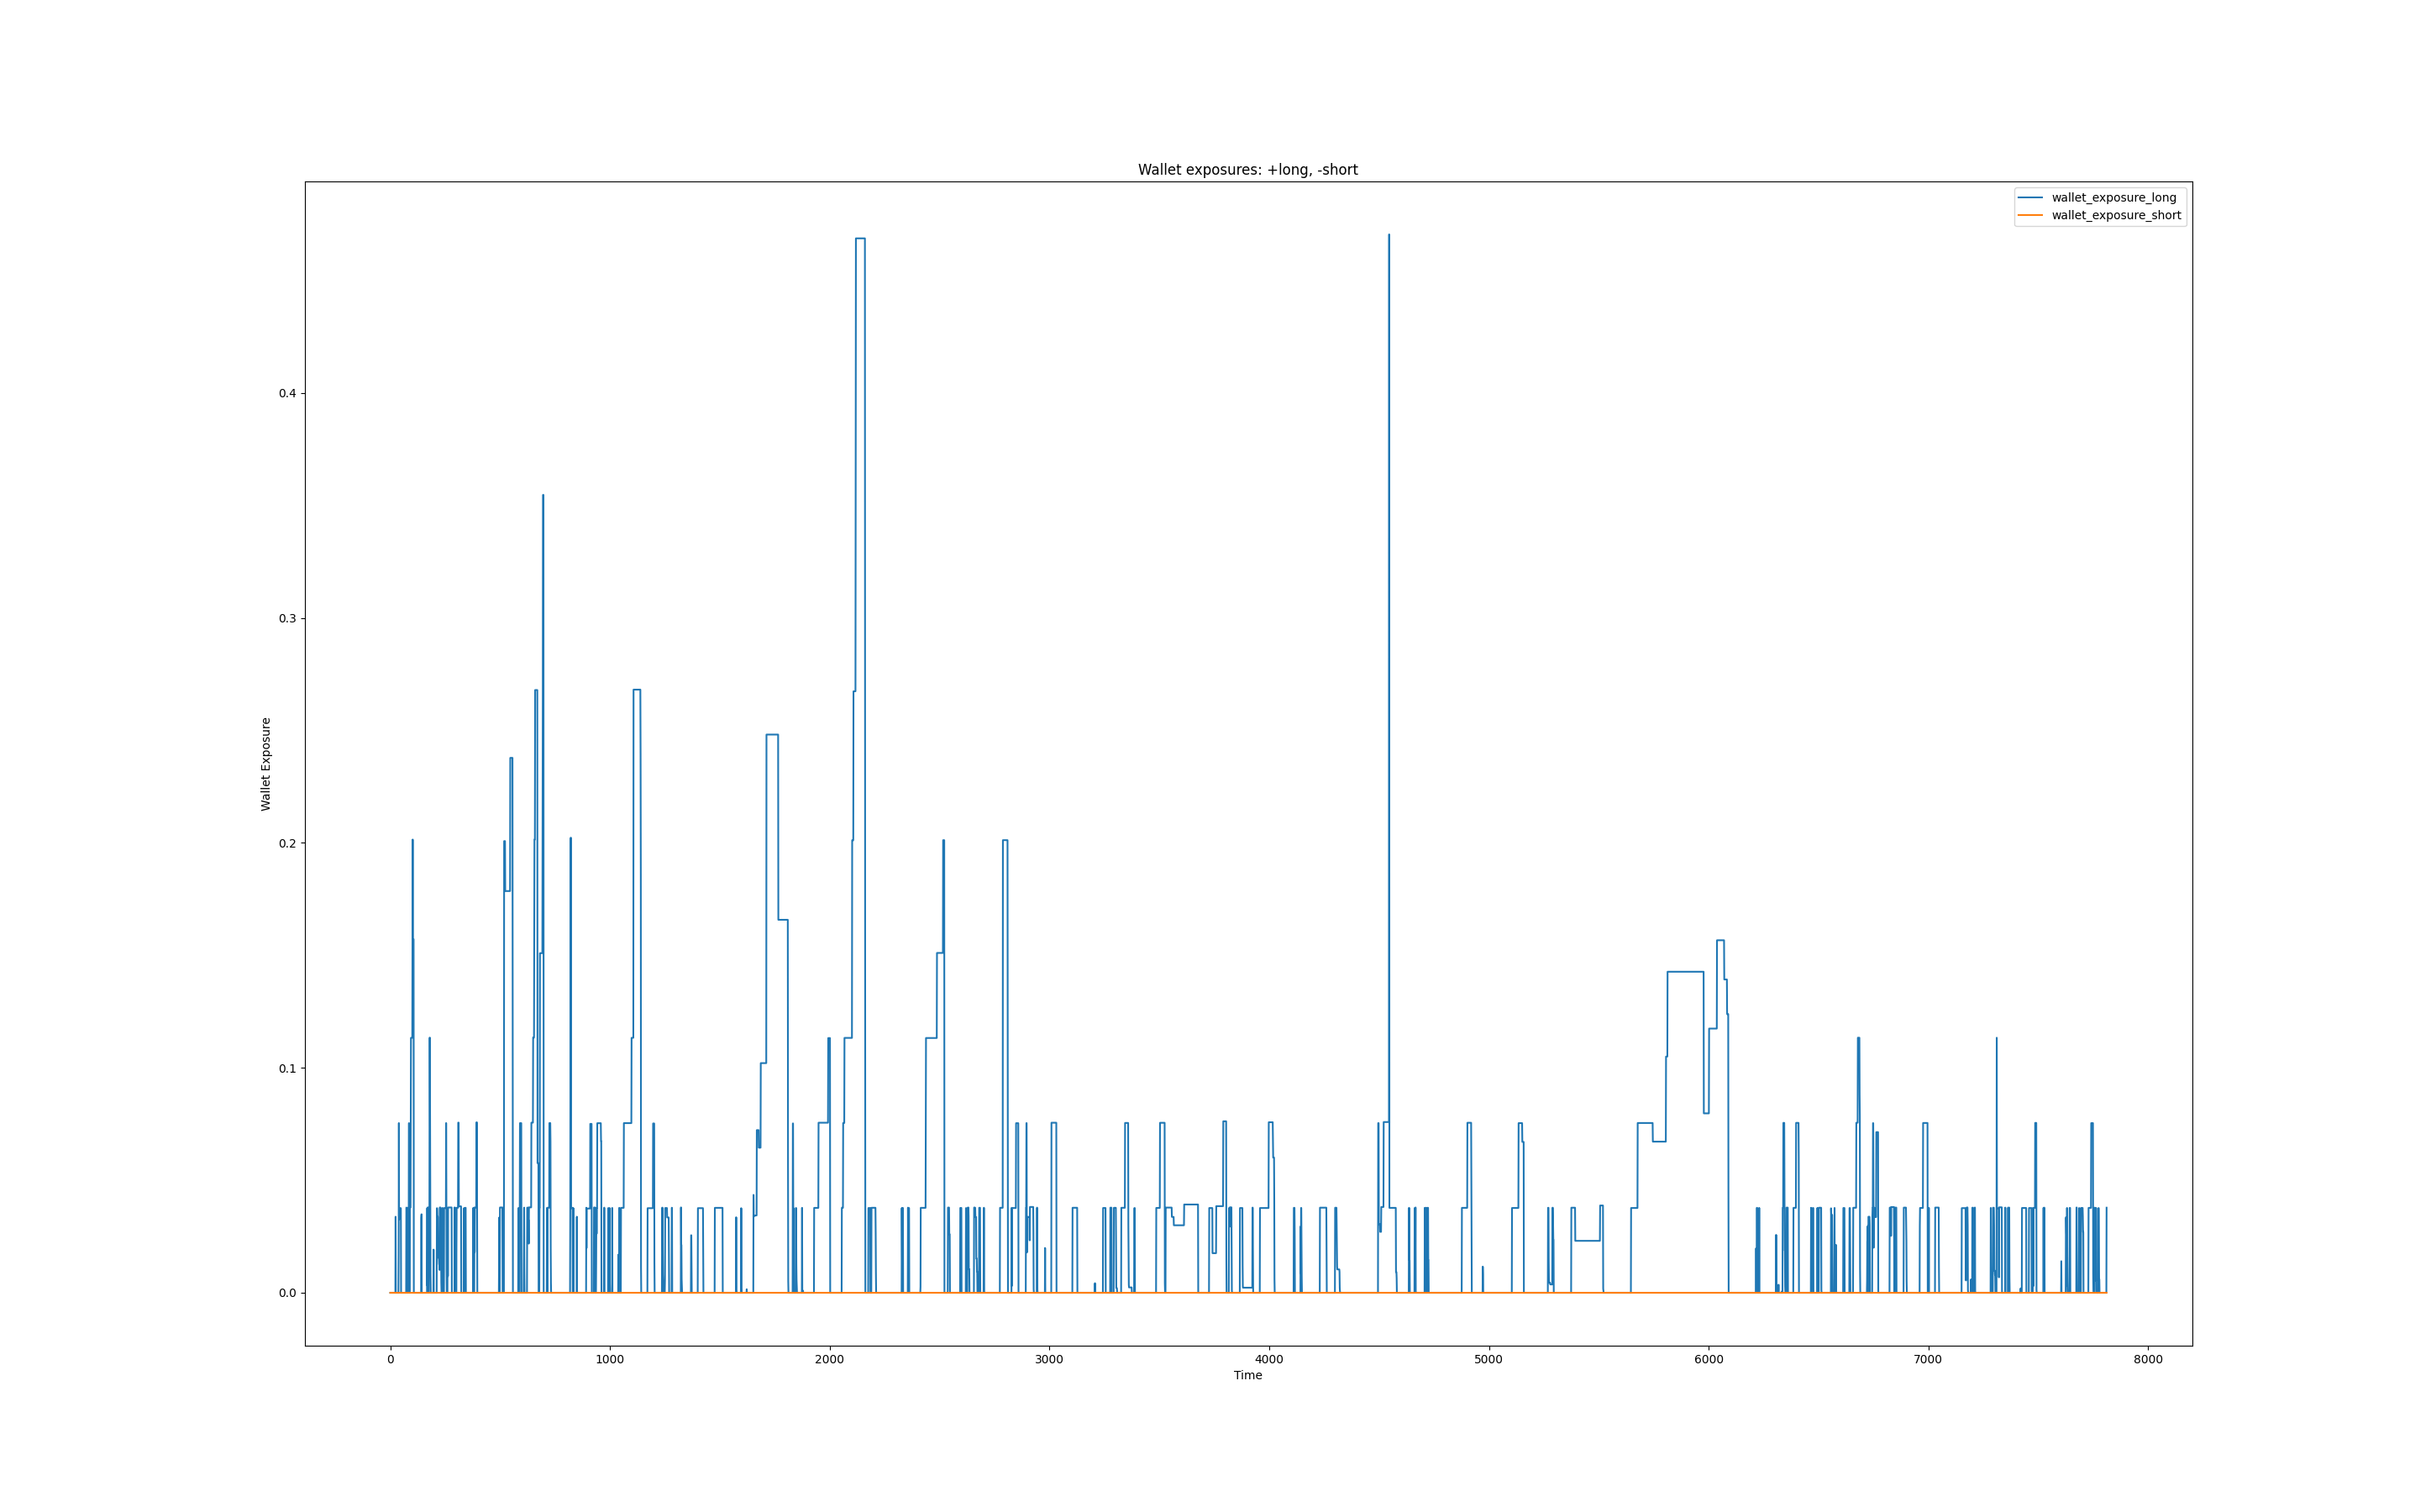 Wallet exposures: +long, -short
wallet_exposure_long
wallet_exposure_short
0.4
0.3
0.2
0.1
0.0
Wallet Exposure
0 1000 2000 3000 4000 5000 6000 7000 8000
Time